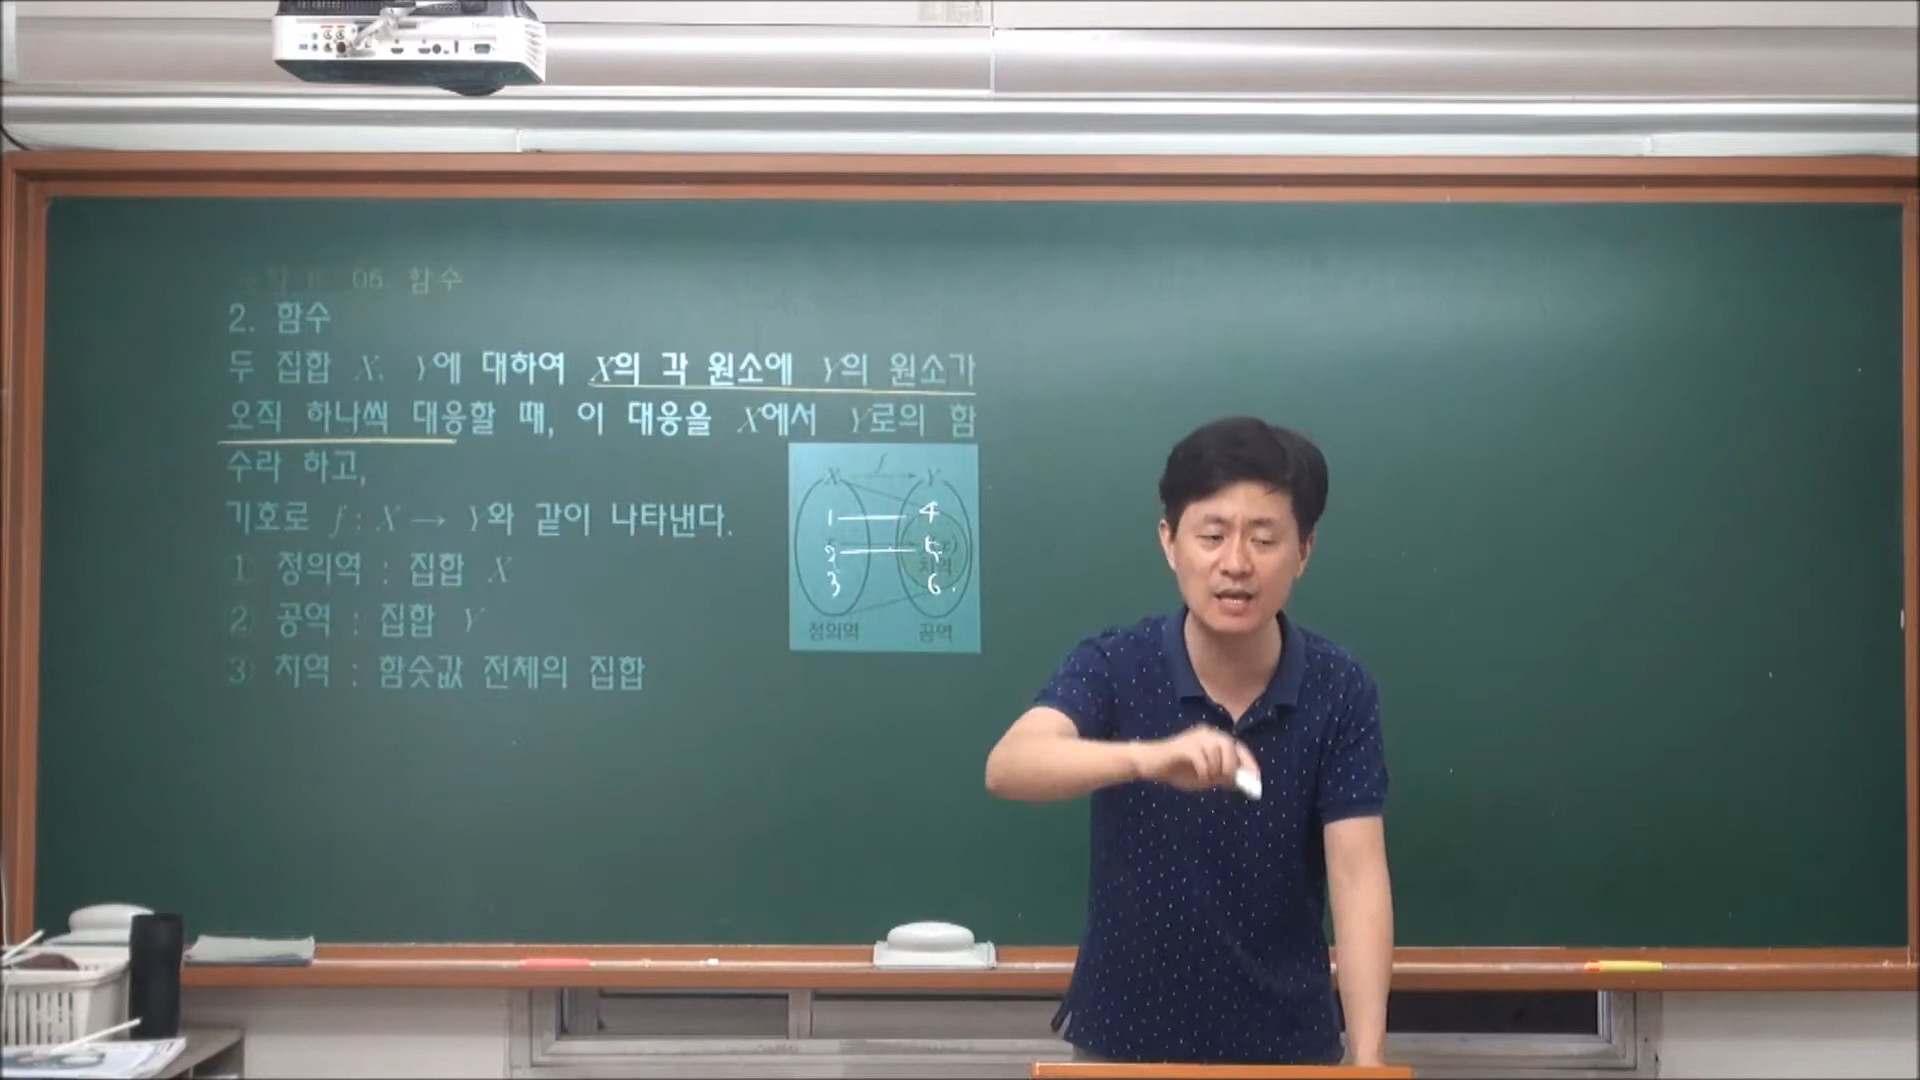 06. 함수
2. 함수
두 집합 X, Y에 대하여 X의 각 원소에 Y의 원소가
오직 하나씩 대응할 때, 이 대응을 X에서 Y로의 함
수라 하고,
기호로 f : X → Y와 같이 나타낸다.
① 정의역 : 집합 X
② 공역 : 집합 Y
③ 치역 : 함숫값 전체의 집합
X f Y
1 4
2 5
치역
3 6
정의역 공역